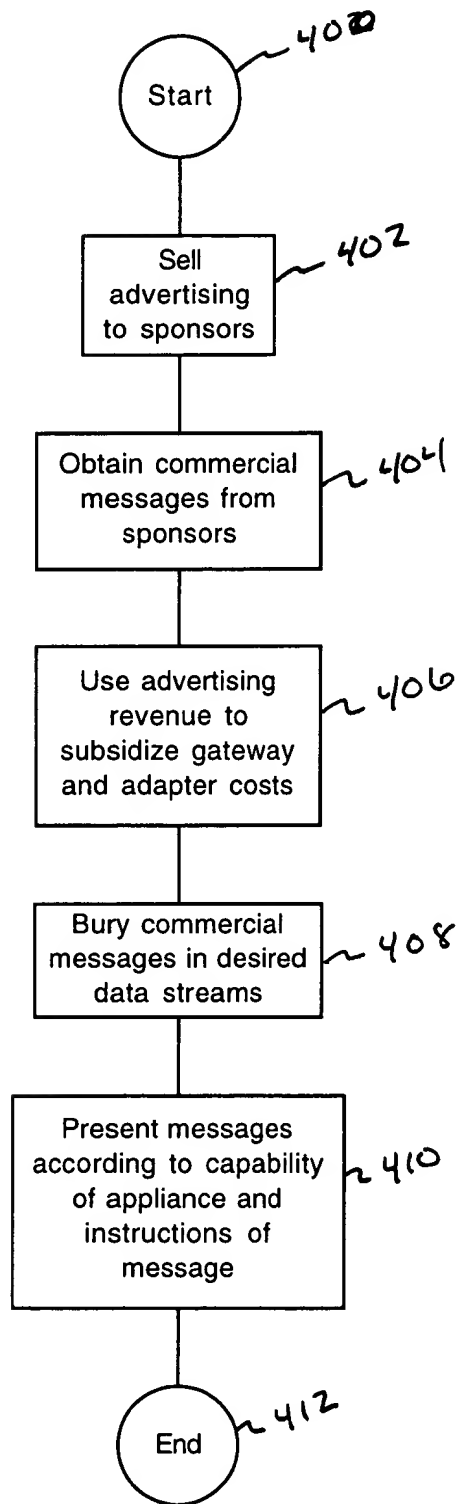 400
Start
402
Sell
advertising
to sponsors
404
Obtain commercial
messages from
sponsors
406
Use advertising
revenue to
subsidize gateway
and adapter costs
408
Bury commercial
messages in desired
data streams
410
Present messages
according to capability
of appliance and
instructions of
message
412
End